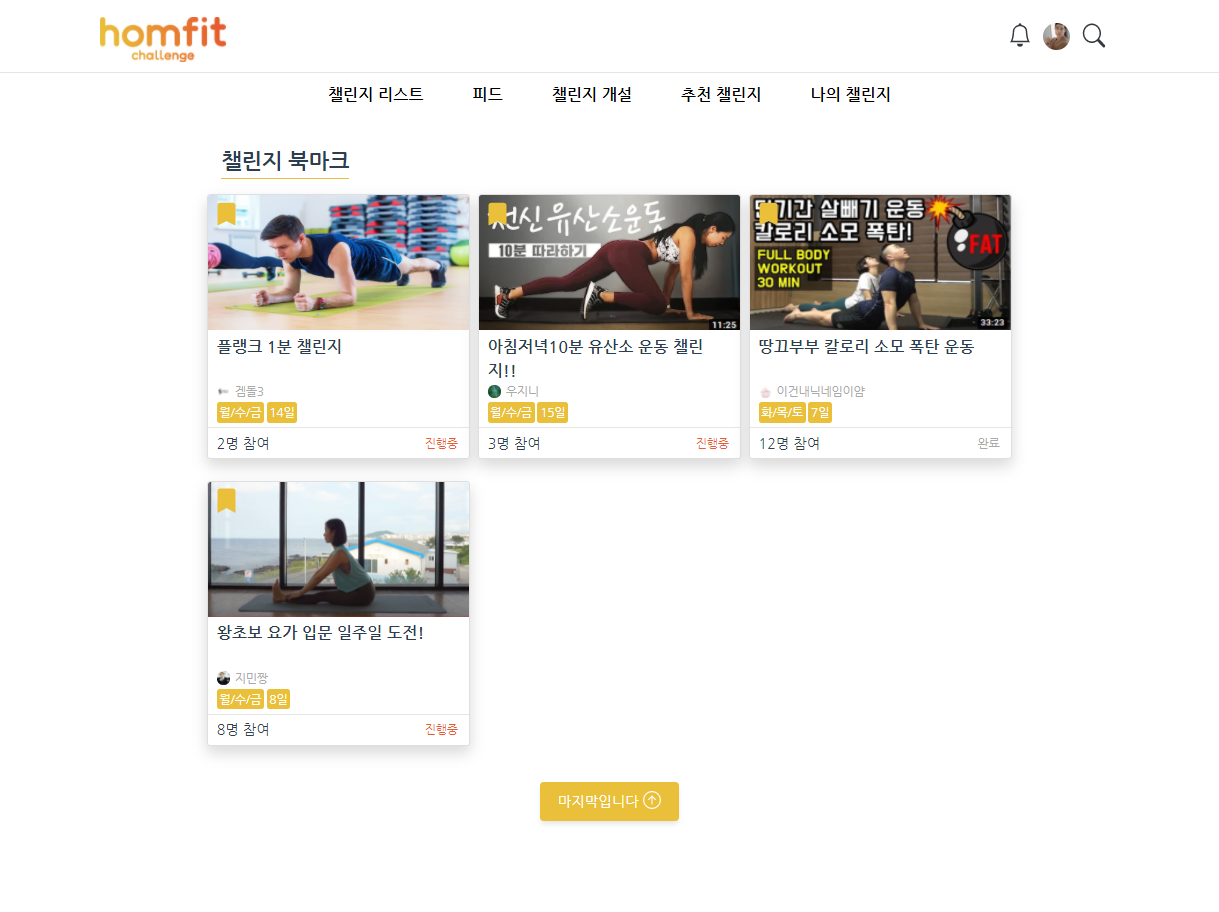 homfit
challenge
챌린지 리스트
피드
챌린지 개설
추천 챌린지
나의 챌린지
챌린지 북마크
플랭크 1분 챌린지
겜돌3
월/수/금 14일
2명 참여
진행중
전신 유산소운동
10분 따라하기
11:25
아침저녁10분 유산소 운동 챌린
지!!
우지니
월/수/금 15일
3명 참여
진행중
단기간 살빼기 운동
칼로리 소모 폭탄!
FAT
FULL BODY
WORKOUT
30 MIN
33:23
땅끄부부 칼로리 소모 폭탄 운동
이건내닉네임이얌
화/목/토 7일
12명 참여
완료
왕초보 요가 입문 일주일 도전!
지민짱
월/수/금 8일
8명 참여
진행중
마지막입니다